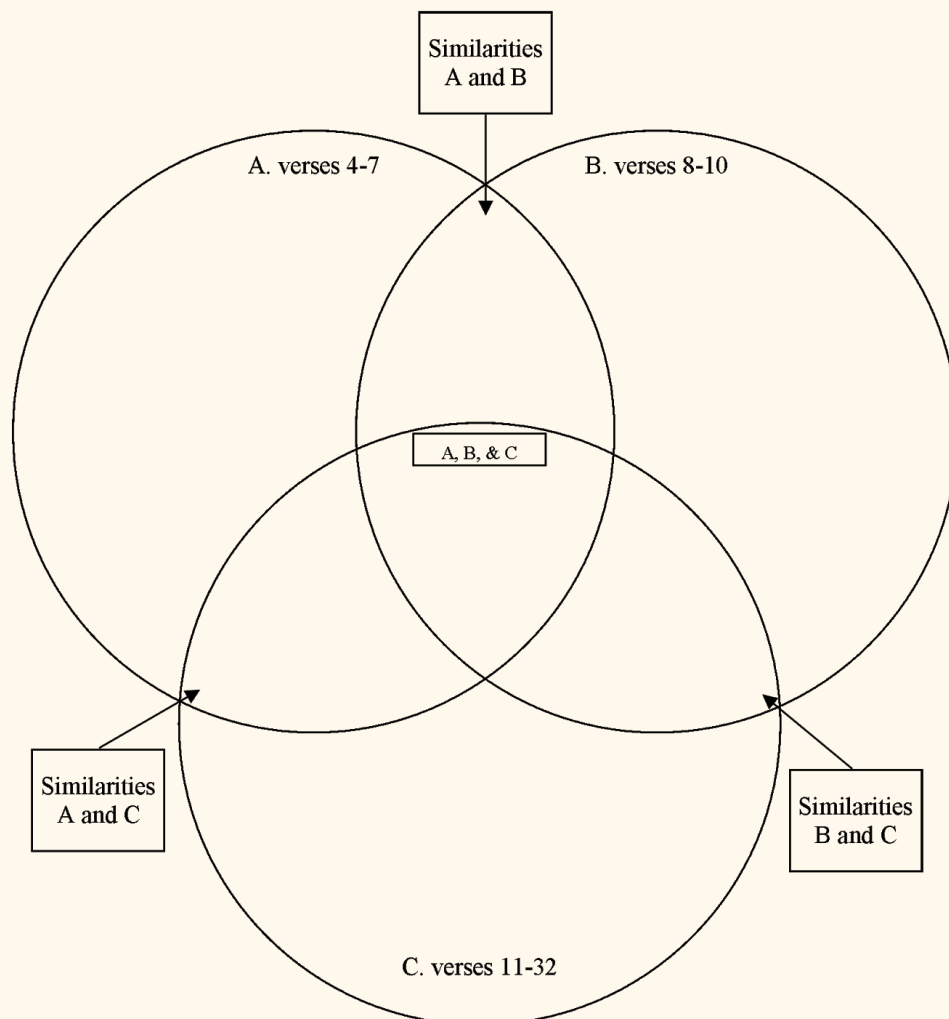 Similarities
A and B
A. verses 4-7
B. verses 8-10
A, B, & C
Similarities
A and C
Similarities
B and C
C. verses 11-32